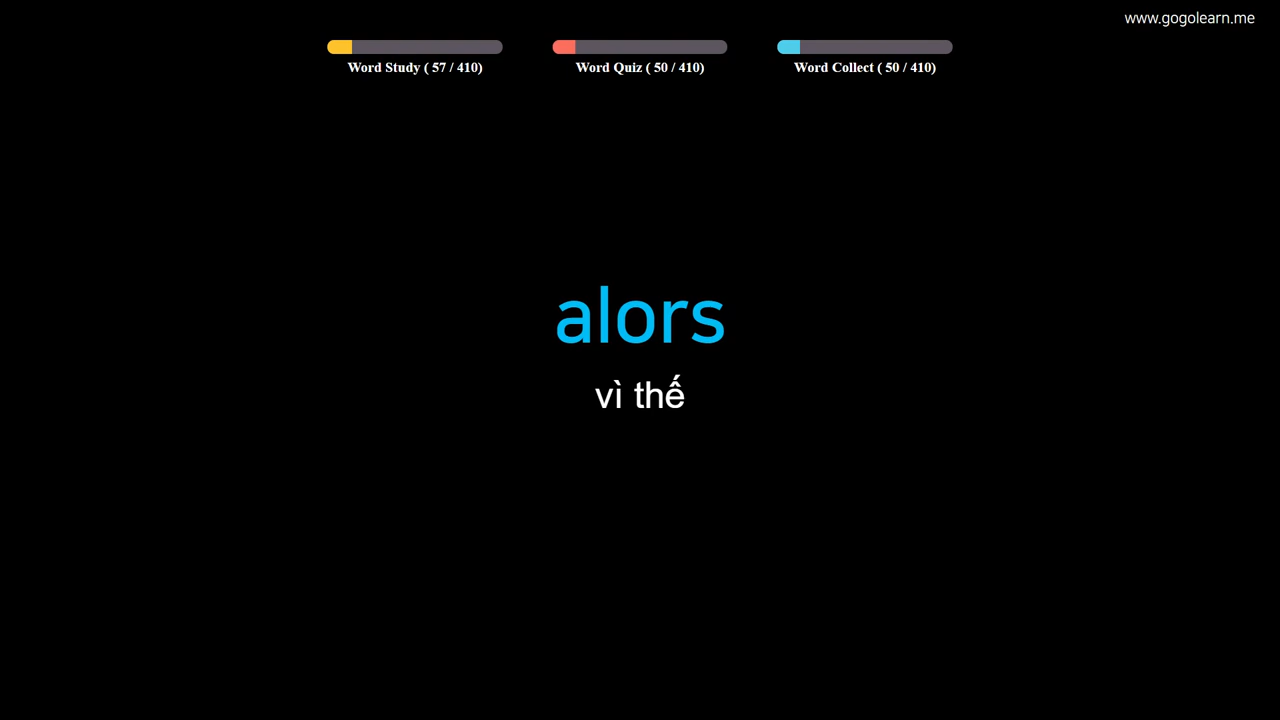 www.gogolearn.me
Word Study ( 57 / 410)
Word Quiz ( 50 / 410)
Word Collect ( 50 / 410)
alors
vì thế